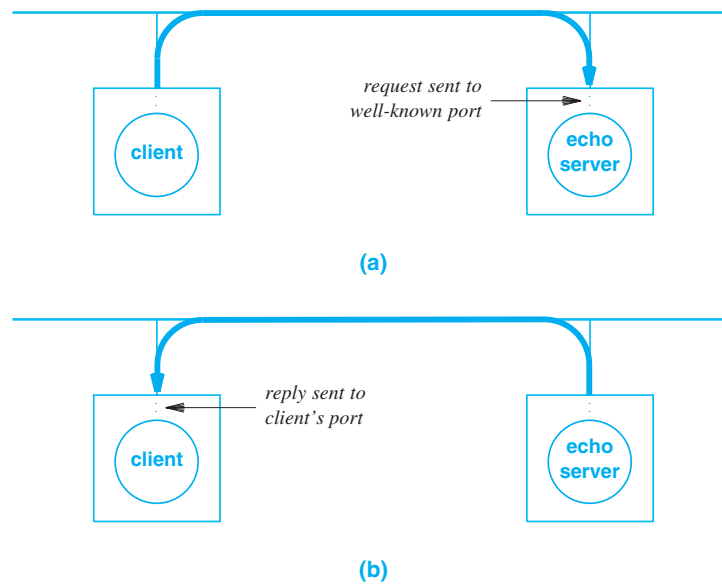 request sent to
well-known port
client
echo
server
(a)
reply sent to
client's port
client
echo
server
(b)